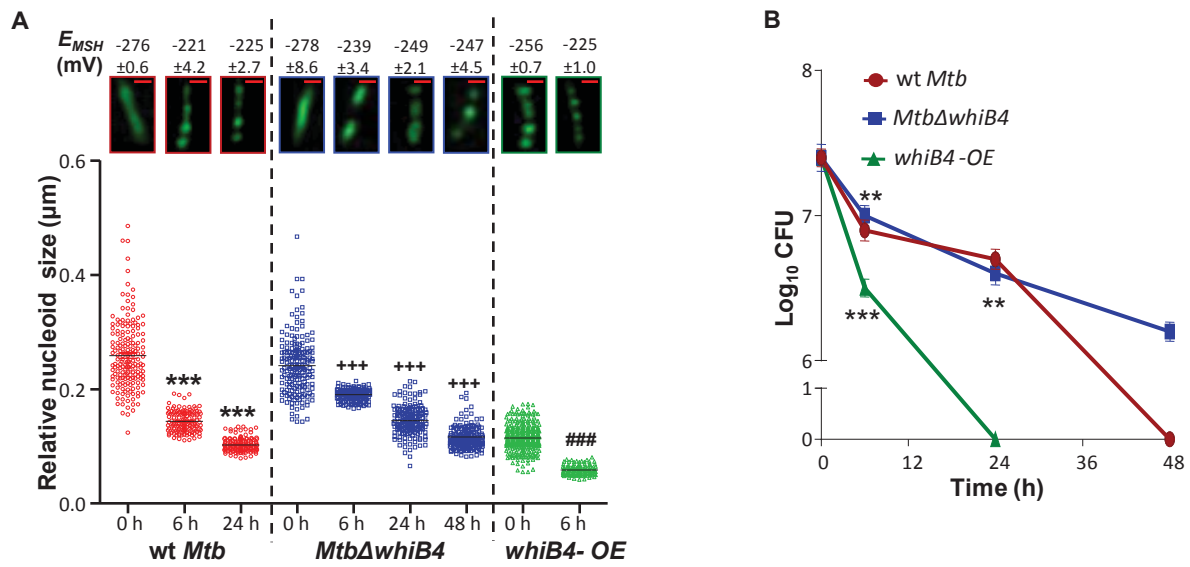 A
E_MSH (mV)
-276 -221 -225 -278 -239 -249 -247 -256 -225
±0.6 ±4.2 ±2.7 ±8.6 ±3.4 ±2.1 ±4.5 ±0.7 ±1.0
Relative nucleoid size (µm)
0.6
0.4
0.2
0.0
*** *** +++ +++ +++ ###
0 h 6 h 24 h 0 h 6 h 24 h 48 h 0 h 6 h
wt Mtb MtbΔwhiB4 whiB4- OE
B
wt Mtb
MtbΔwhiB4
whiB4 -OE
Log₁₀ CFU
8
7
6
1
0
**
***
**
0 12 24 36 48
Time (h)